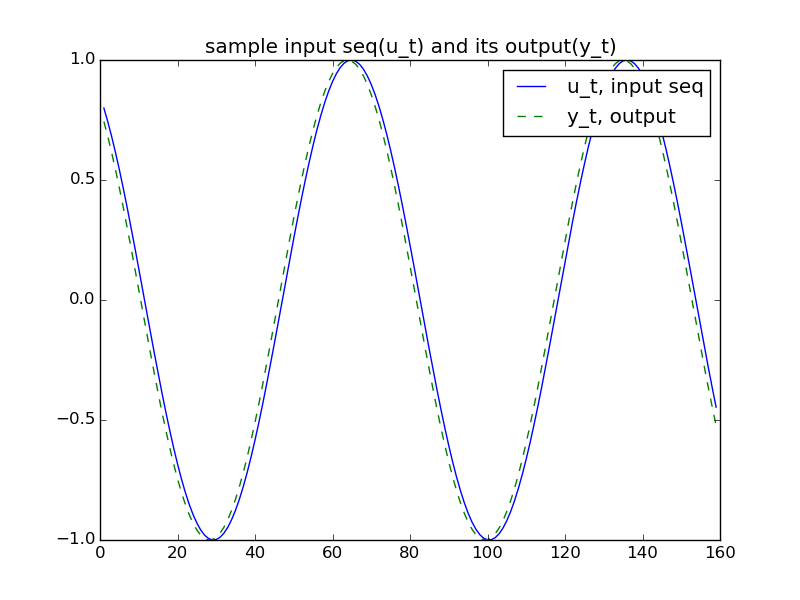 sample input seq(u_t) and its output(y_t)
u_t, input seq
y_t, output
1.0
0.5
0.0
−0.5
−1.0
0 20 40 60 80 100 120 140 160